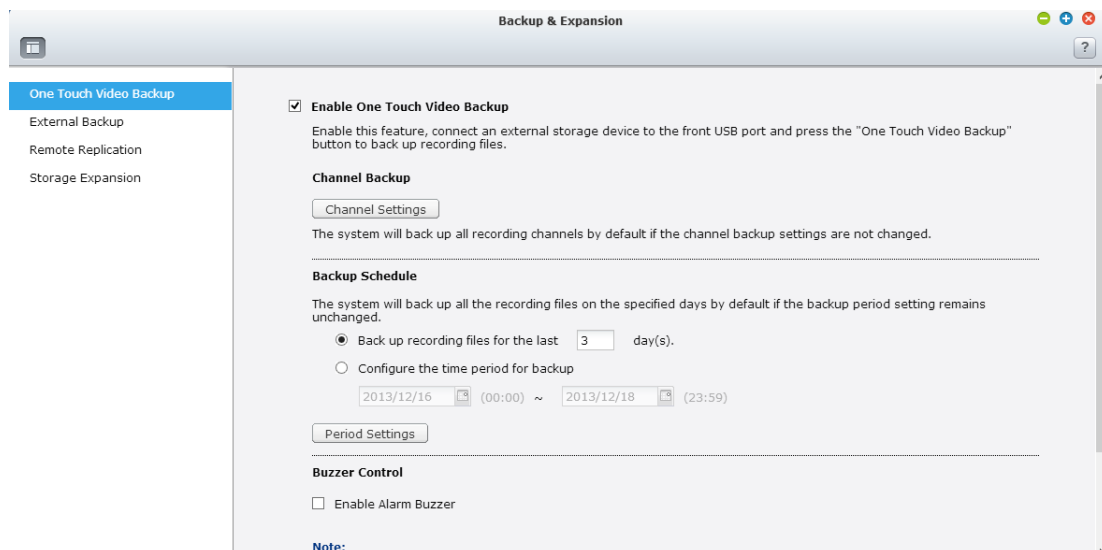 Backup & Expansion
?
One Touch Video Backup
External Backup
Remote Replication
Storage Expansion
Enable One Touch Video Backup
Enable this feature, connect an external storage device to the front USB port and press the "One Touch Video Backup"
button to back up recording files.
Channel Backup
Channel Settings
The system will back up all recording channels by default if the channel backup settings are not changed.
Backup Schedule
The system will back up all the recording files on the specified days by default if the backup period setting remains
unchanged.
Back up recording files for the last 3 day(s).
Configure the time period for backup
2013/12/16 (00:00) ~ 2013/12/18 (23:59)
Period Settings
Buzzer Control
Enable Alarm Buzzer
Note: